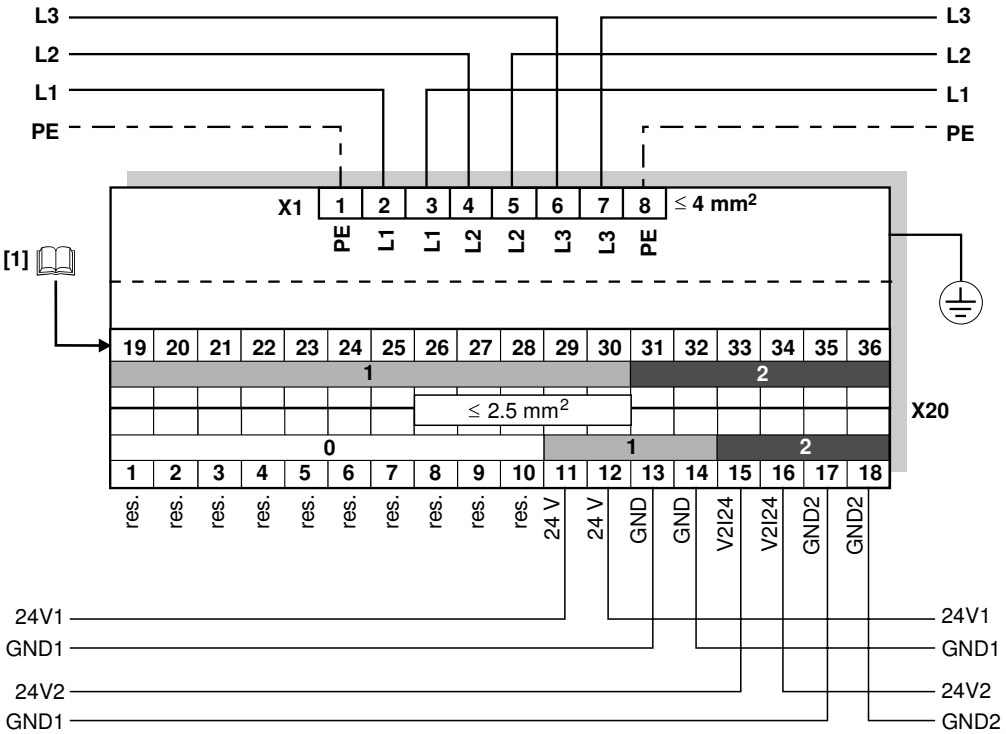 L3 L3
L2 L2
L1 L1
PE PE
X1 1 2 3 4 5 6 7 8 ≤ 4 mm²
PE L1 L1 L2 L2 L3 L3 PE
[1]
19 20 21 22 23 24 25 26 27 28 29 30 31 32 33 34 35 36
1 2
≤ 2.5 mm²
X20
0 1 2
1 2 3 4 5 6 7 8 9 10 11 12 13 14 15 16 17 18
res. res. res. res. res. res. res. res. res. res. 24 V 24 V GND GND V2I24 V2I24 GND2 GND2
24V1 24V1
GND1 GND1
24V2 24V2
GND1 GND2